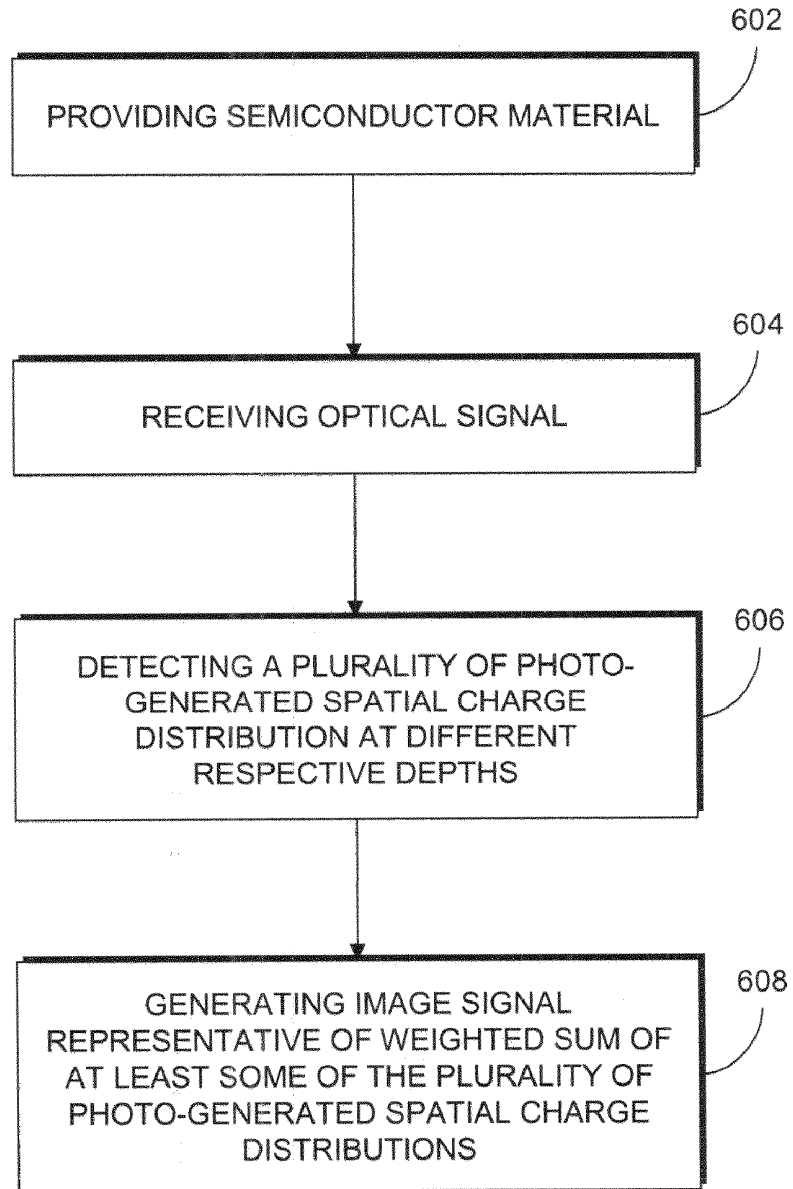 602
PROVIDING SEMICONDUCTOR MATERIAL
604
RECEIVING OPTICAL SIGNAL
606
DETECTING A PLURALITY OF PHOTO-
GENERATED SPATIAL CHARGE
DISTRIBUTION AT DIFFERENT
RESPECTIVE DEPTHS
608
GENERATING IMAGE SIGNAL
REPRESENTATIVE OF WEIGHTED SUM OF
AT LEAST SOME OF THE PLURALITY OF
PHOTO-GENERATED SPATIAL CHARGE
DISTRIBUTIONS